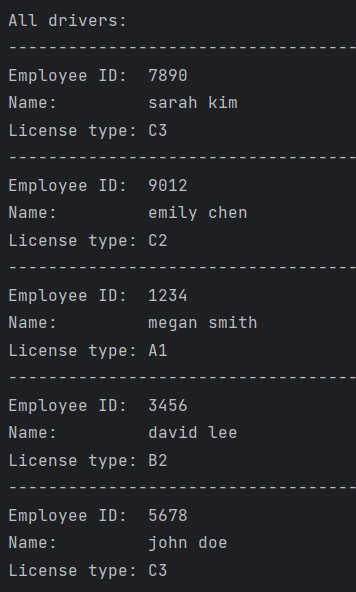 All drivers:
-----------------------------------
Employee ID:  7890
Name:         sarah kim
License type: C3
-----------------------------------
Employee ID:  9012
Name:         emily chen
License type: C2
-----------------------------------
Employee ID:  1234
Name:         megan smith
License type: A1
-----------------------------------
Employee ID:  3456
Name:         david lee
License type: B2
-----------------------------------
Employee ID:  5678
Name:         john doe
License type: C3